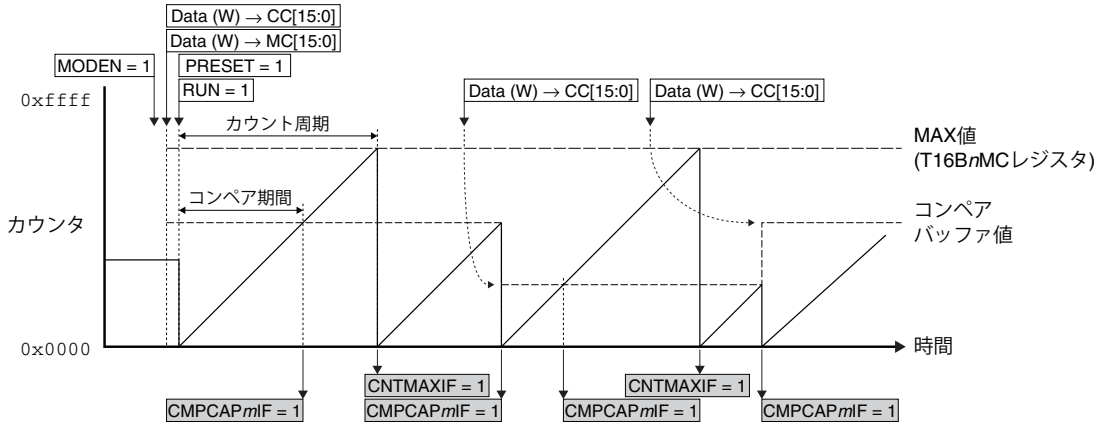 Data (W) → CC[15:0]
Data (W) → MC[15:0]
MODEN = 1
PRESET = 1
RUN = 1
Data (W) → CC[15:0]
Data (W) → CC[15:0]
0xffff
カウント周期
MAX値
(T16BnMCレジスタ)
コンペア期間
カウンタ
コンペア
バッファ値
0x0000
時間
CNTMAXIF = 1
CNTMAXIF = 1
CMPCAPmIF = 1
CMPCAPmIF = 1
CMPCAPmIF = 1
CMPCAPmIF = 1